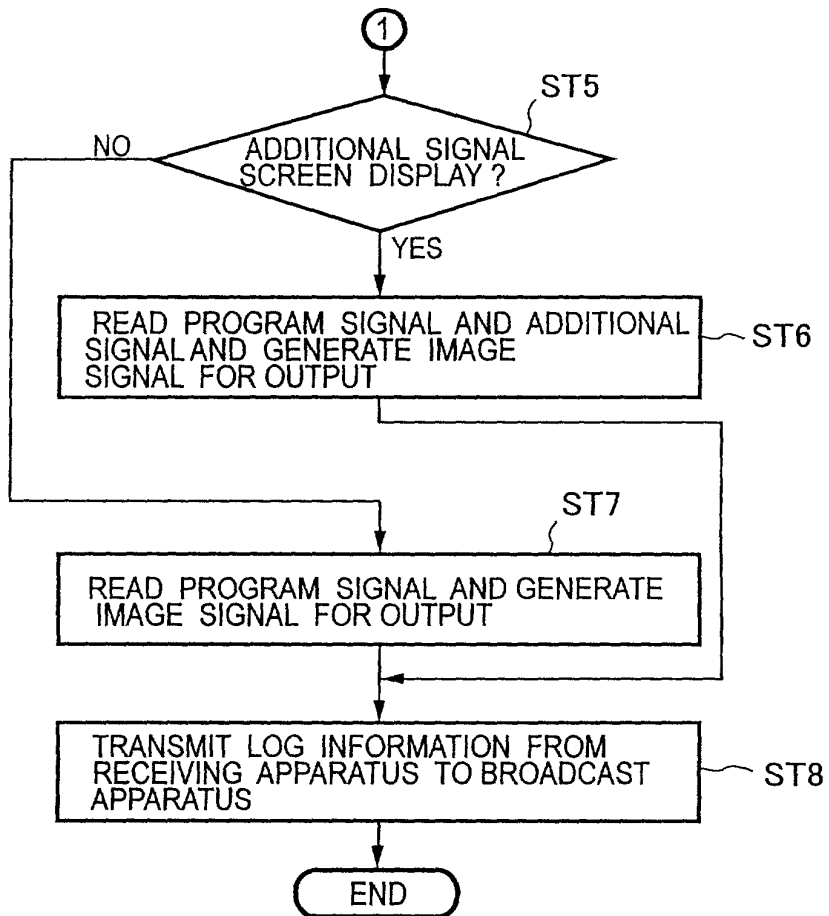 1
ST5
NO
ADDITIONAL SIGNAL
SCREEN DISPLAY ?
YES
READ PROGRAM SIGNAL AND ADDITIONAL
SIGNAL AND GENERATE IMAGE
SIGNAL FOR OUTPUT
ST6
ST7
READ PROGRAM SIGNAL AND GENERATE
IMAGE SIGNAL FOR OUTPUT
TRANSMIT LOG INFORMATION FROM
RECEIVING APPARATUS TO BROADCAST
APPARATUS
ST8
END